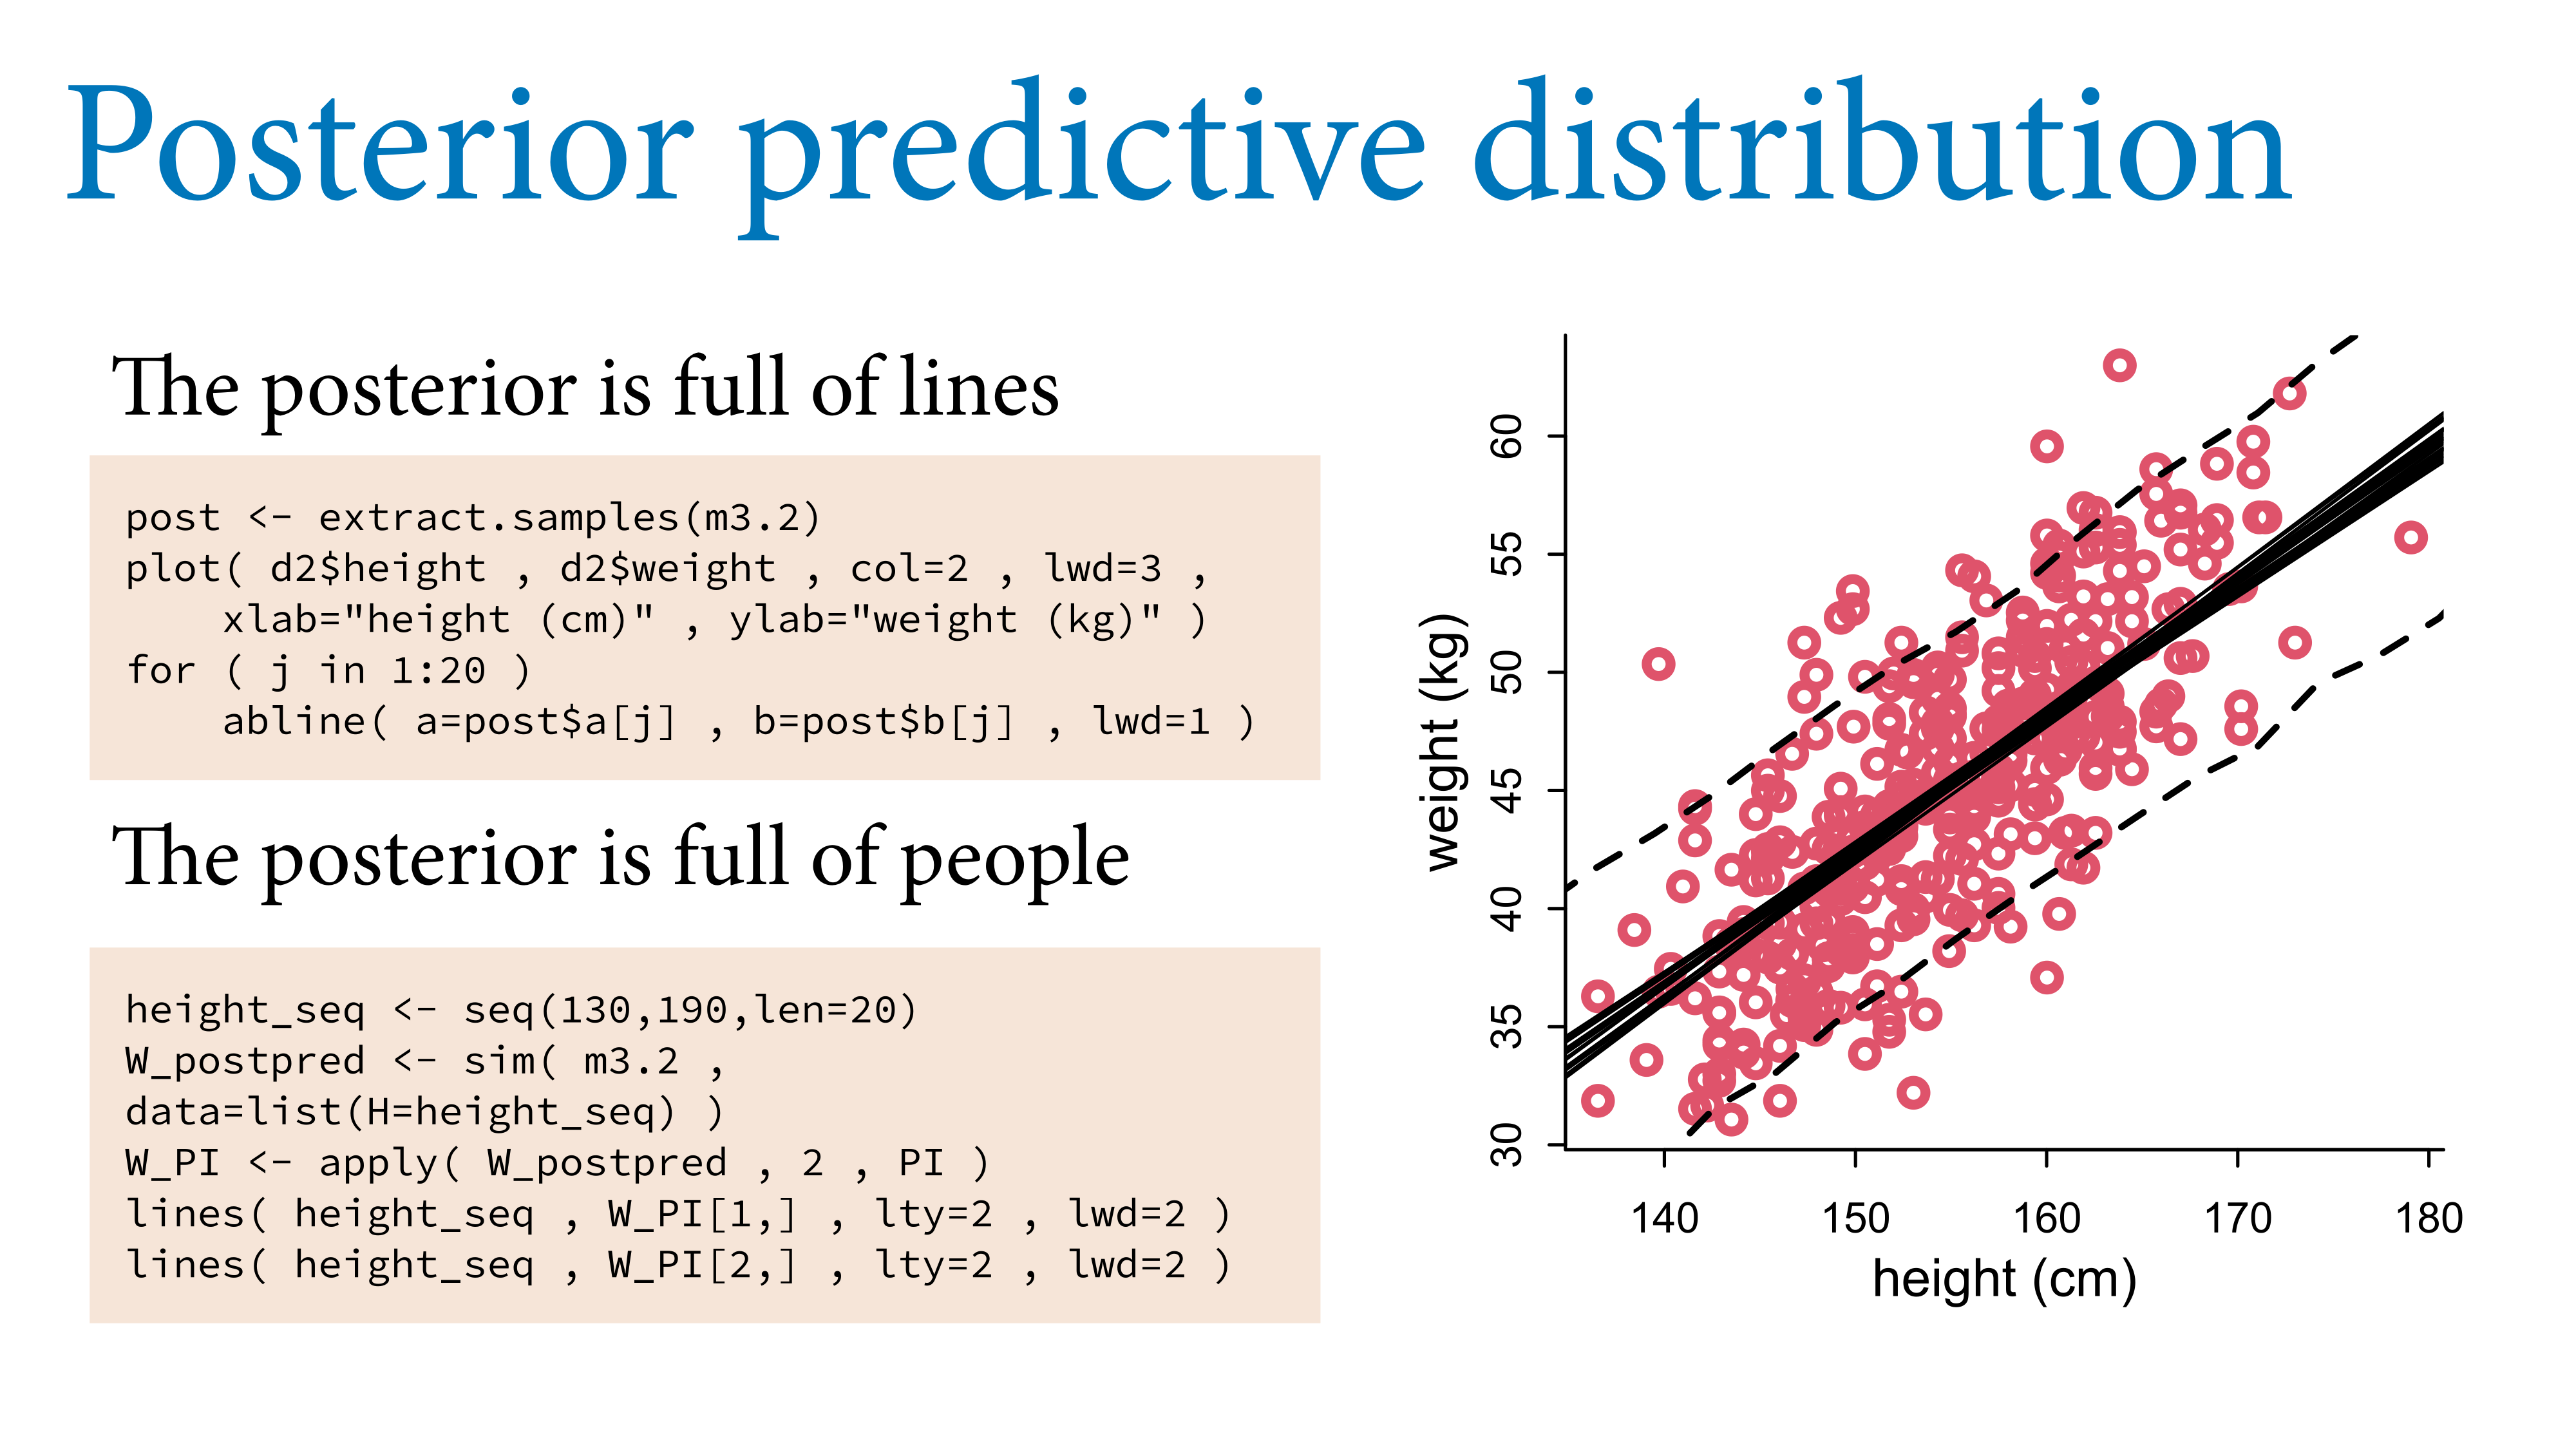 Posterior predictive distribution
The posterior is full of lines
post <- extract.samples(m3.2)
plot( d2$height , d2$weight , col=2 , lwd=3 ,
    xlab="height (cm)" , ylab="weight (kg)" )
for ( j in 1:20 )
    abline( a=post$a[j] , b=post$b[j] , lwd=1 )
The posterior is full of people
height_seq <- seq(130,190,len=20)
W_postpred <- sim( m3.2 ,
data=list(H=height_seq) )
W_PI <- apply( W_postpred , 2 , PI )
lines( height_seq , W_PI[1,] , lty=2 , lwd=2 )
lines( height_seq , W_PI[2,] , lty=2 , lwd=2 )
weight (kg)
60
55
50
45
40
35
30
140 150 160 170 180
height (cm)